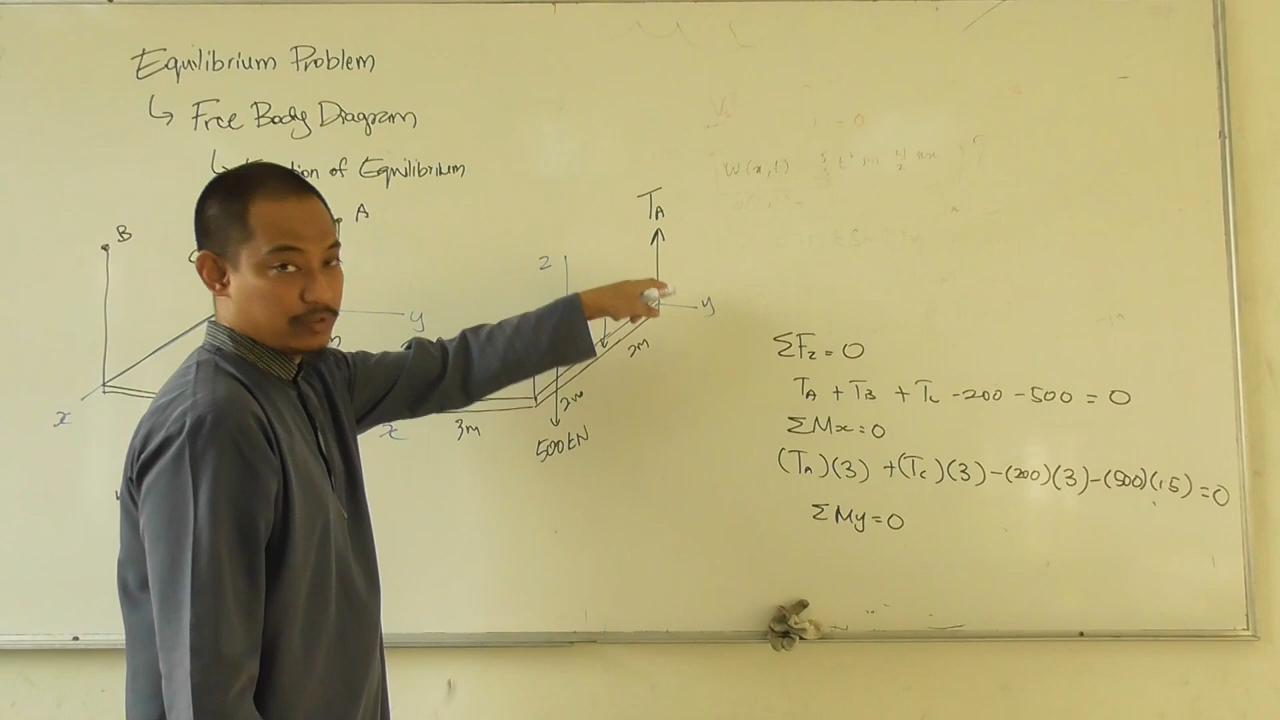 Equilibrium Problem
↳ Free Body Diagram
of Equilibrium
B
A
y
x
x
3m
z
TA
y
2m
2m
500kN
ΣFz = 0
TA + TB + Tc -200 -500 = 0
ΣMx = 0
(TA)(3) + (Tc)(3) - (200)(3) - (500)(1.5) = 0
ΣMy = 0
W(x,t)